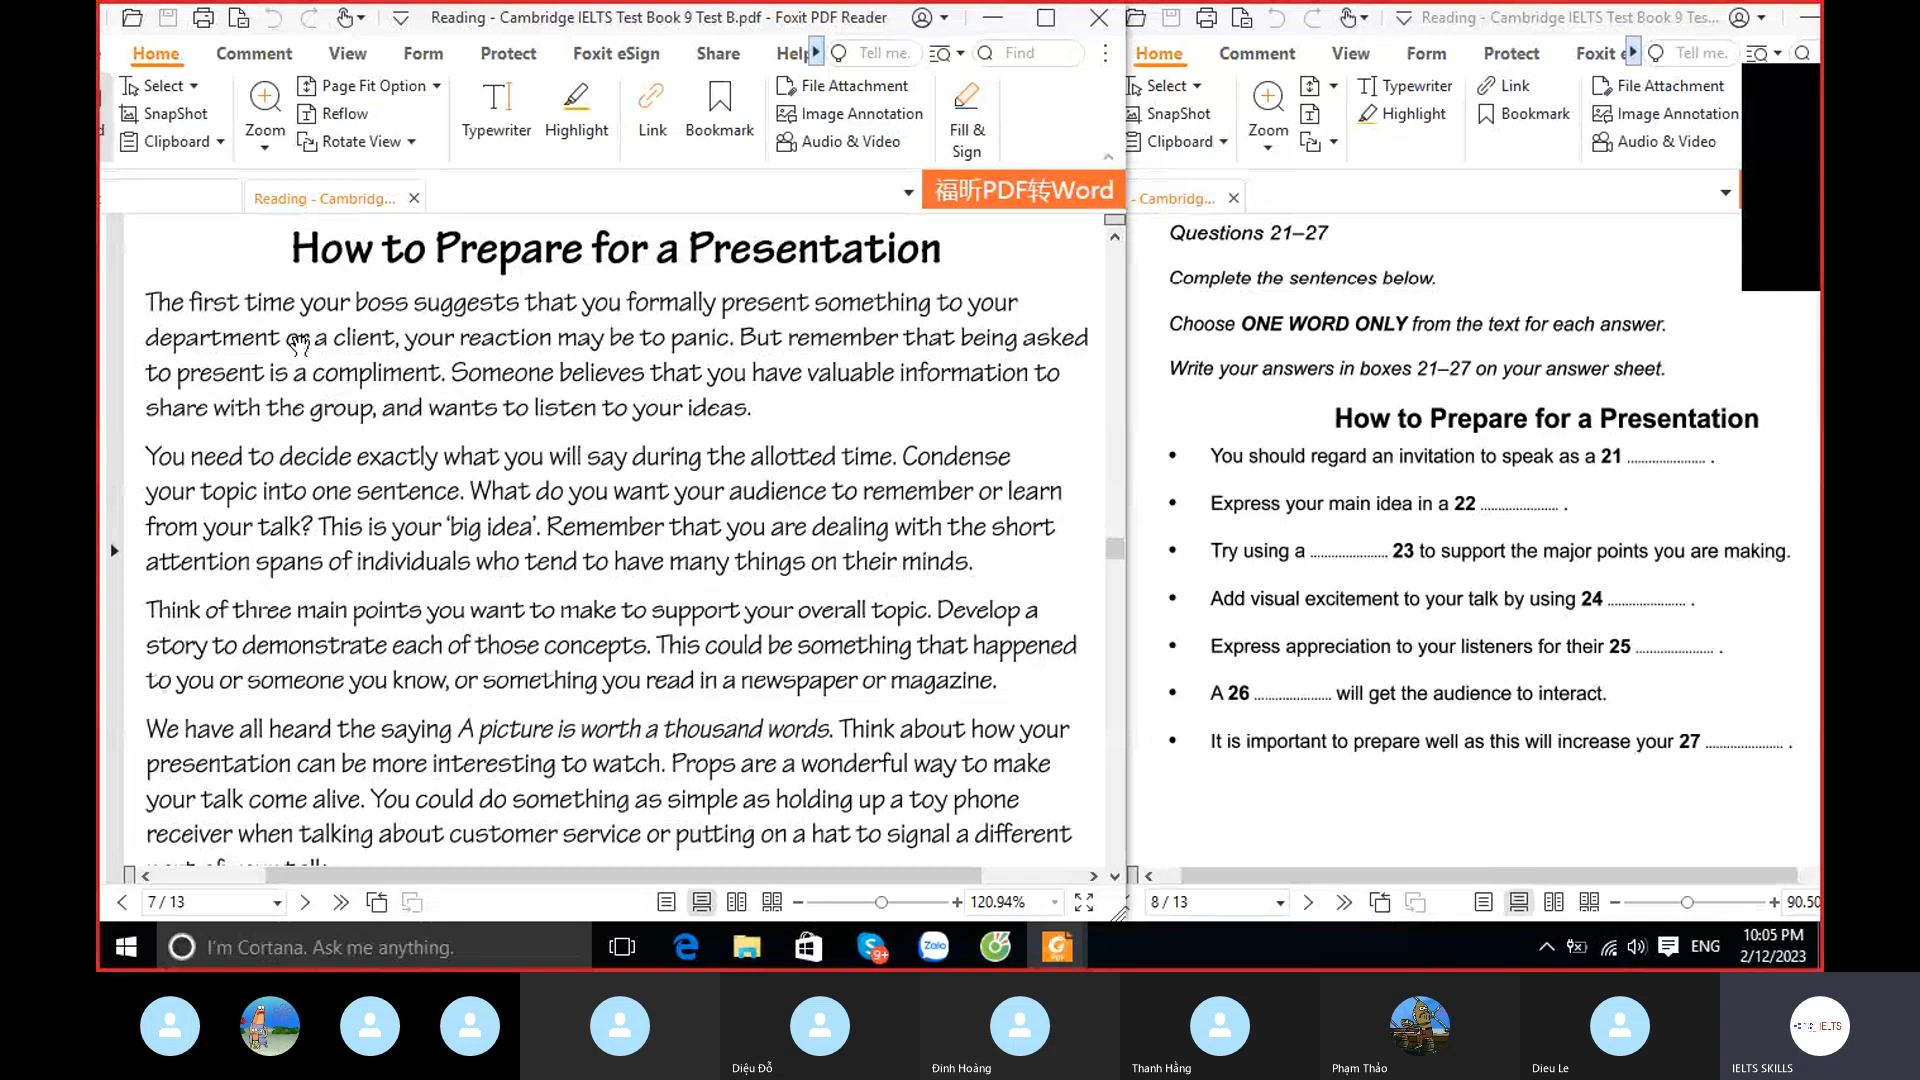 Reading - Cambridge IELTS Test Book 9 Test B.pdf - Foxit PDF Reader
Home Comment View Form Protect Foxit eSign Share Help Tell me. Find
Select
SnapShot
Clipboard
Zoom
Page Fit Option
Reflow
Rotate View
Typewriter
Highlight
Link
Bookmark
File Attachment
Image Annotation
Audio & Video
Fill &
Sign
Reading - Cambridg...
福昕PDF转Word
How to Prepare for a Presentation
The first time your boss suggests that you formally present something to your
department or a client, your reaction may be to panic. But remember that being asked
to present is a compliment. Someone believes that you have valuable information to
share with the group, and wants to listen to your ideas.
You need to decide exactly what you will say during the allotted time. Condense
your topic into one sentence. What do you want your audience to remember or learn
from your talk? This is your ‘big idea’. Remember that you are dealing with the short
attention spans of individuals who tend to have many things on their minds.
Think of three main points you want to make to support your overall topic. Develop a
story to demonstrate each of those concepts. This could be something that happened
to you or someone you know, or something you read in a newspaper or magazine.
We have all heard the saying A picture is worth a thousand words. Think about how your
presentation can be more interesting to watch. Props are a wonderful way to make
your talk come alive. You could do something as simple as holding up a toy phone
receiver when talking about customer service or putting on a hat to signal a different
7 / 13
120.94%
Reading - Cambridge IELTS Test Book 9 Tes...
Home Comment View Form Protect Foxit e Tell me.
Select
SnapShot
Clipboard
Zoom
Typewriter
Highlight
Link
Bookmark
File Attachment
Image Annotation
Audio & Video
- Cambridg...
Questions 21–27
Complete the sentences below.
Choose ONE WORD ONLY from the text for each answer.
Write your answers in boxes 21–27 on your answer sheet.
How to Prepare for a Presentation
• You should regard an invitation to speak as a 21 ..................... .
• Express your main idea in a 22 ..................... .
• Try using a ..................... 23 to support the major points you are making.
• Add visual excitement to your talk by using 24 ..................... .
• Express appreciation to your listeners for their 25 ..................... .
• A 26 ..................... will get the audience to interact.
• It is important to prepare well as this will increase your 27 ..................... .
8 / 13
90.50
I'm Cortana. Ask me anything.
9+
Zalo
PDF
ENG
10:05 PM
2/12/2023
Diệu Đỗ
Đinh Hoàng
Thanh Hằng
Phạm Thảo
Dieu Le
IELTS SKILLS
IELTS